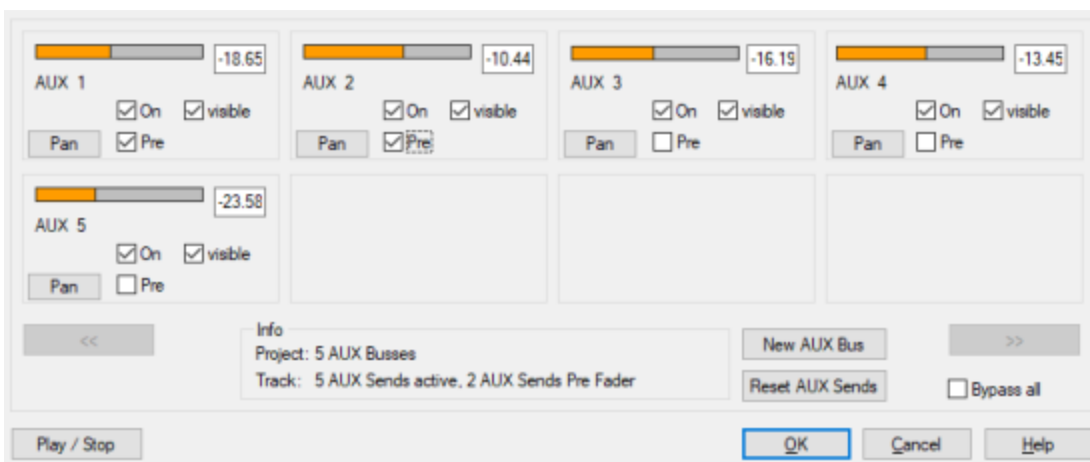 -18.65 -10.44 -16.19 -13.45
AUX 1 AUX 2 AUX 3 AUX 4
On visible On visible On visible On visible
Pan Pre Pan Pre Pan Pre Pan Pre
-23.58
AUX 5
On visible
Pan Pre
<< Info New AUX Bus >>
Project: 5 AUX Busses
Track: 5 AUX Sends active, 2 AUX Sends Pre Fader Reset AUX Sends Bypass all
Play / Stop OK Cancel Help